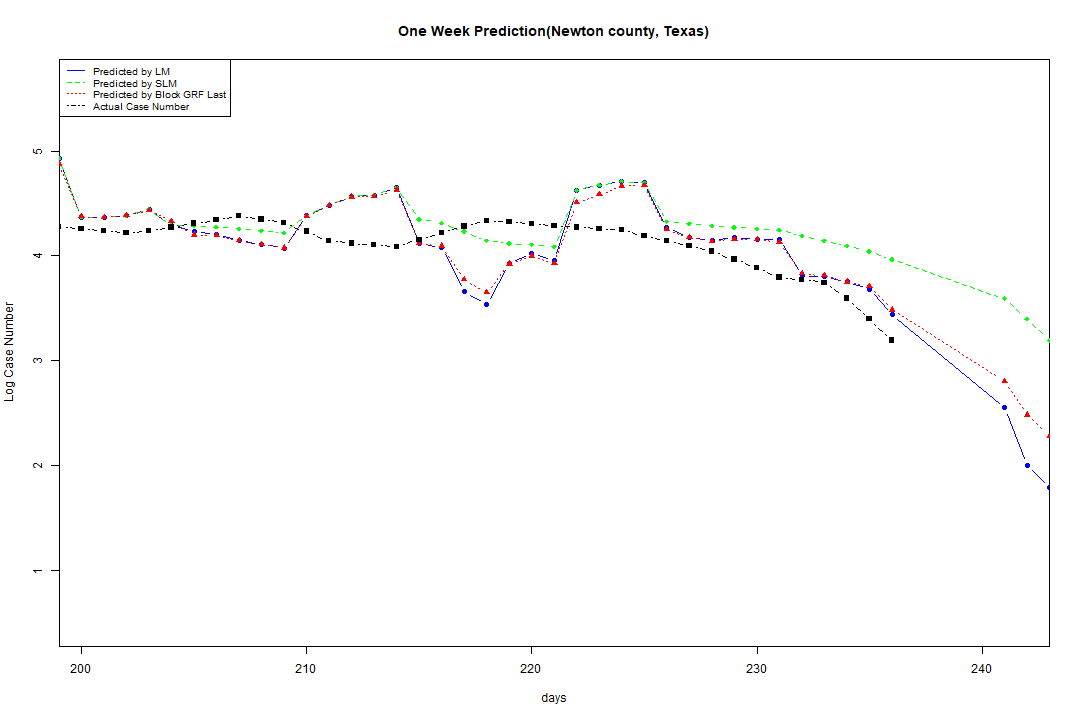 One Week Prediction(Newton county, Texas)
Predicted by LM
Predicted by SLM
Predicted by Block GRF Last
Actual Case Number
5
4
3
2
1
Log Case Number
200 210 220 230 240
days